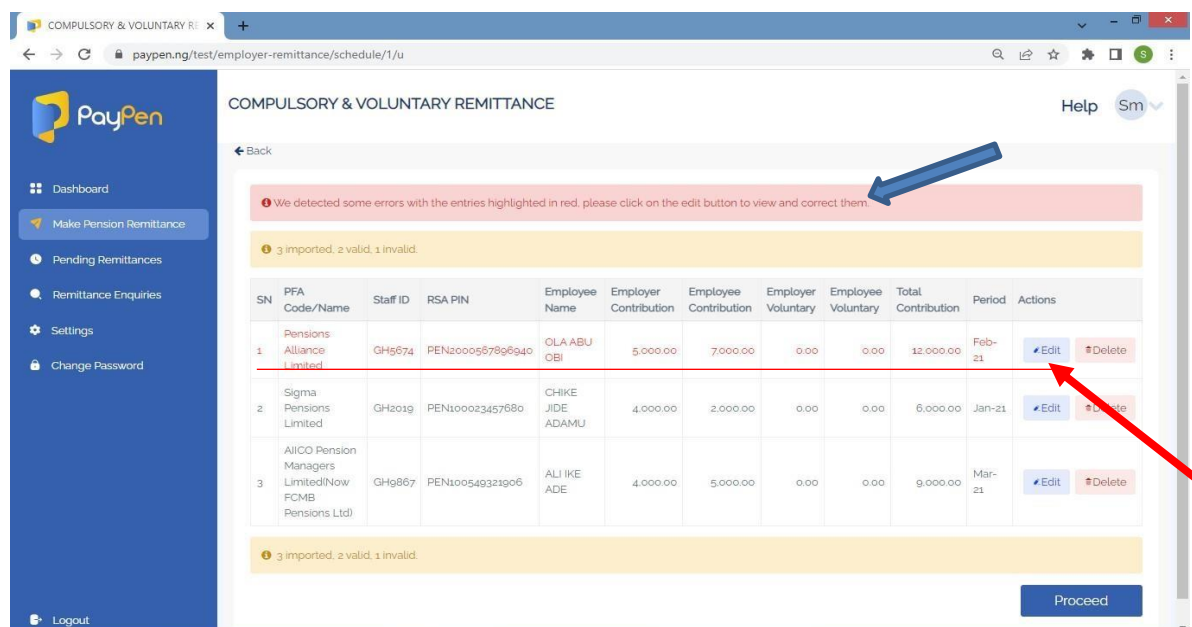 COMPULSORY & VOLUNTARY RE
paypen.ng/test/employer-remittance/schedule/1/u
S
PayPen
COMPULSORY & VOLUNTARY REMITTANCE
Help Sm
Back
Dashboard
Make Pension Remittance
Pending Remittances
Remittance Enquiries
Settings
Change Password
Logout
We detected some errors with the entries highlighted in red, please click on the edit button to view and correct them.
3 imported, 2 valid, 1 invalid.
SN PFA Code/Name Staff ID RSA PIN Employee Name Employer Contribution Employee Contribution Employer Voluntary Employee Voluntary Total Contribution Period Actions
1 Pensions Alliance Limited GH5674 PEN2000567896940 OLA ABU OBI 5,000.00 7,000.00 0.00 0.00 12,000.00 Feb-21 Edit Delete
2 Sigma Pensions Limited GH2019 PEN100023457680 CHIKE JIDE ADAMU 4,000.00 2,000.00 0.00 0.00 6,000.00 Jan-21 Edit Delete
3 AIICO Pension Managers Limited(Now FCMB Pensions Ltd) GH9867 PEN100549321906 ALI IKE ADE 4,000.00 5,000.00 0.00 0.00 9,000.00 Mar-21 Edit Delete
3 imported, 2 valid, 1 invalid.
Proceed